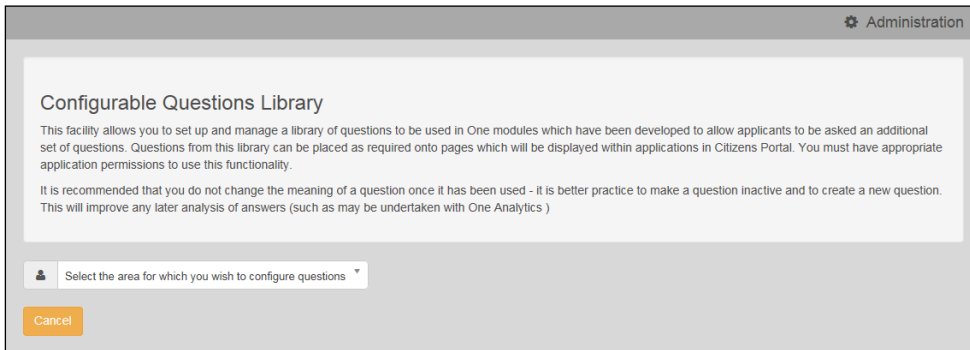 Administration
Configurable Questions Library
This facility allows you to set up and manage a library of questions to be used in One modules which have been developed to allow applicants to be asked an additional
set of questions. Questions from this library can be placed as required onto pages which will be displayed within applications in Citizens Portal. You must have appropriate
application permissions to use this functionality.
It is recommended that you do not change the meaning of a question once it has been used - it is better practice to make a question inactive and to create a new question.
This will improve any later analysis of answers (such as may be undertaken with One Analytics )
Select the area for which you wish to configure questions
Cancel